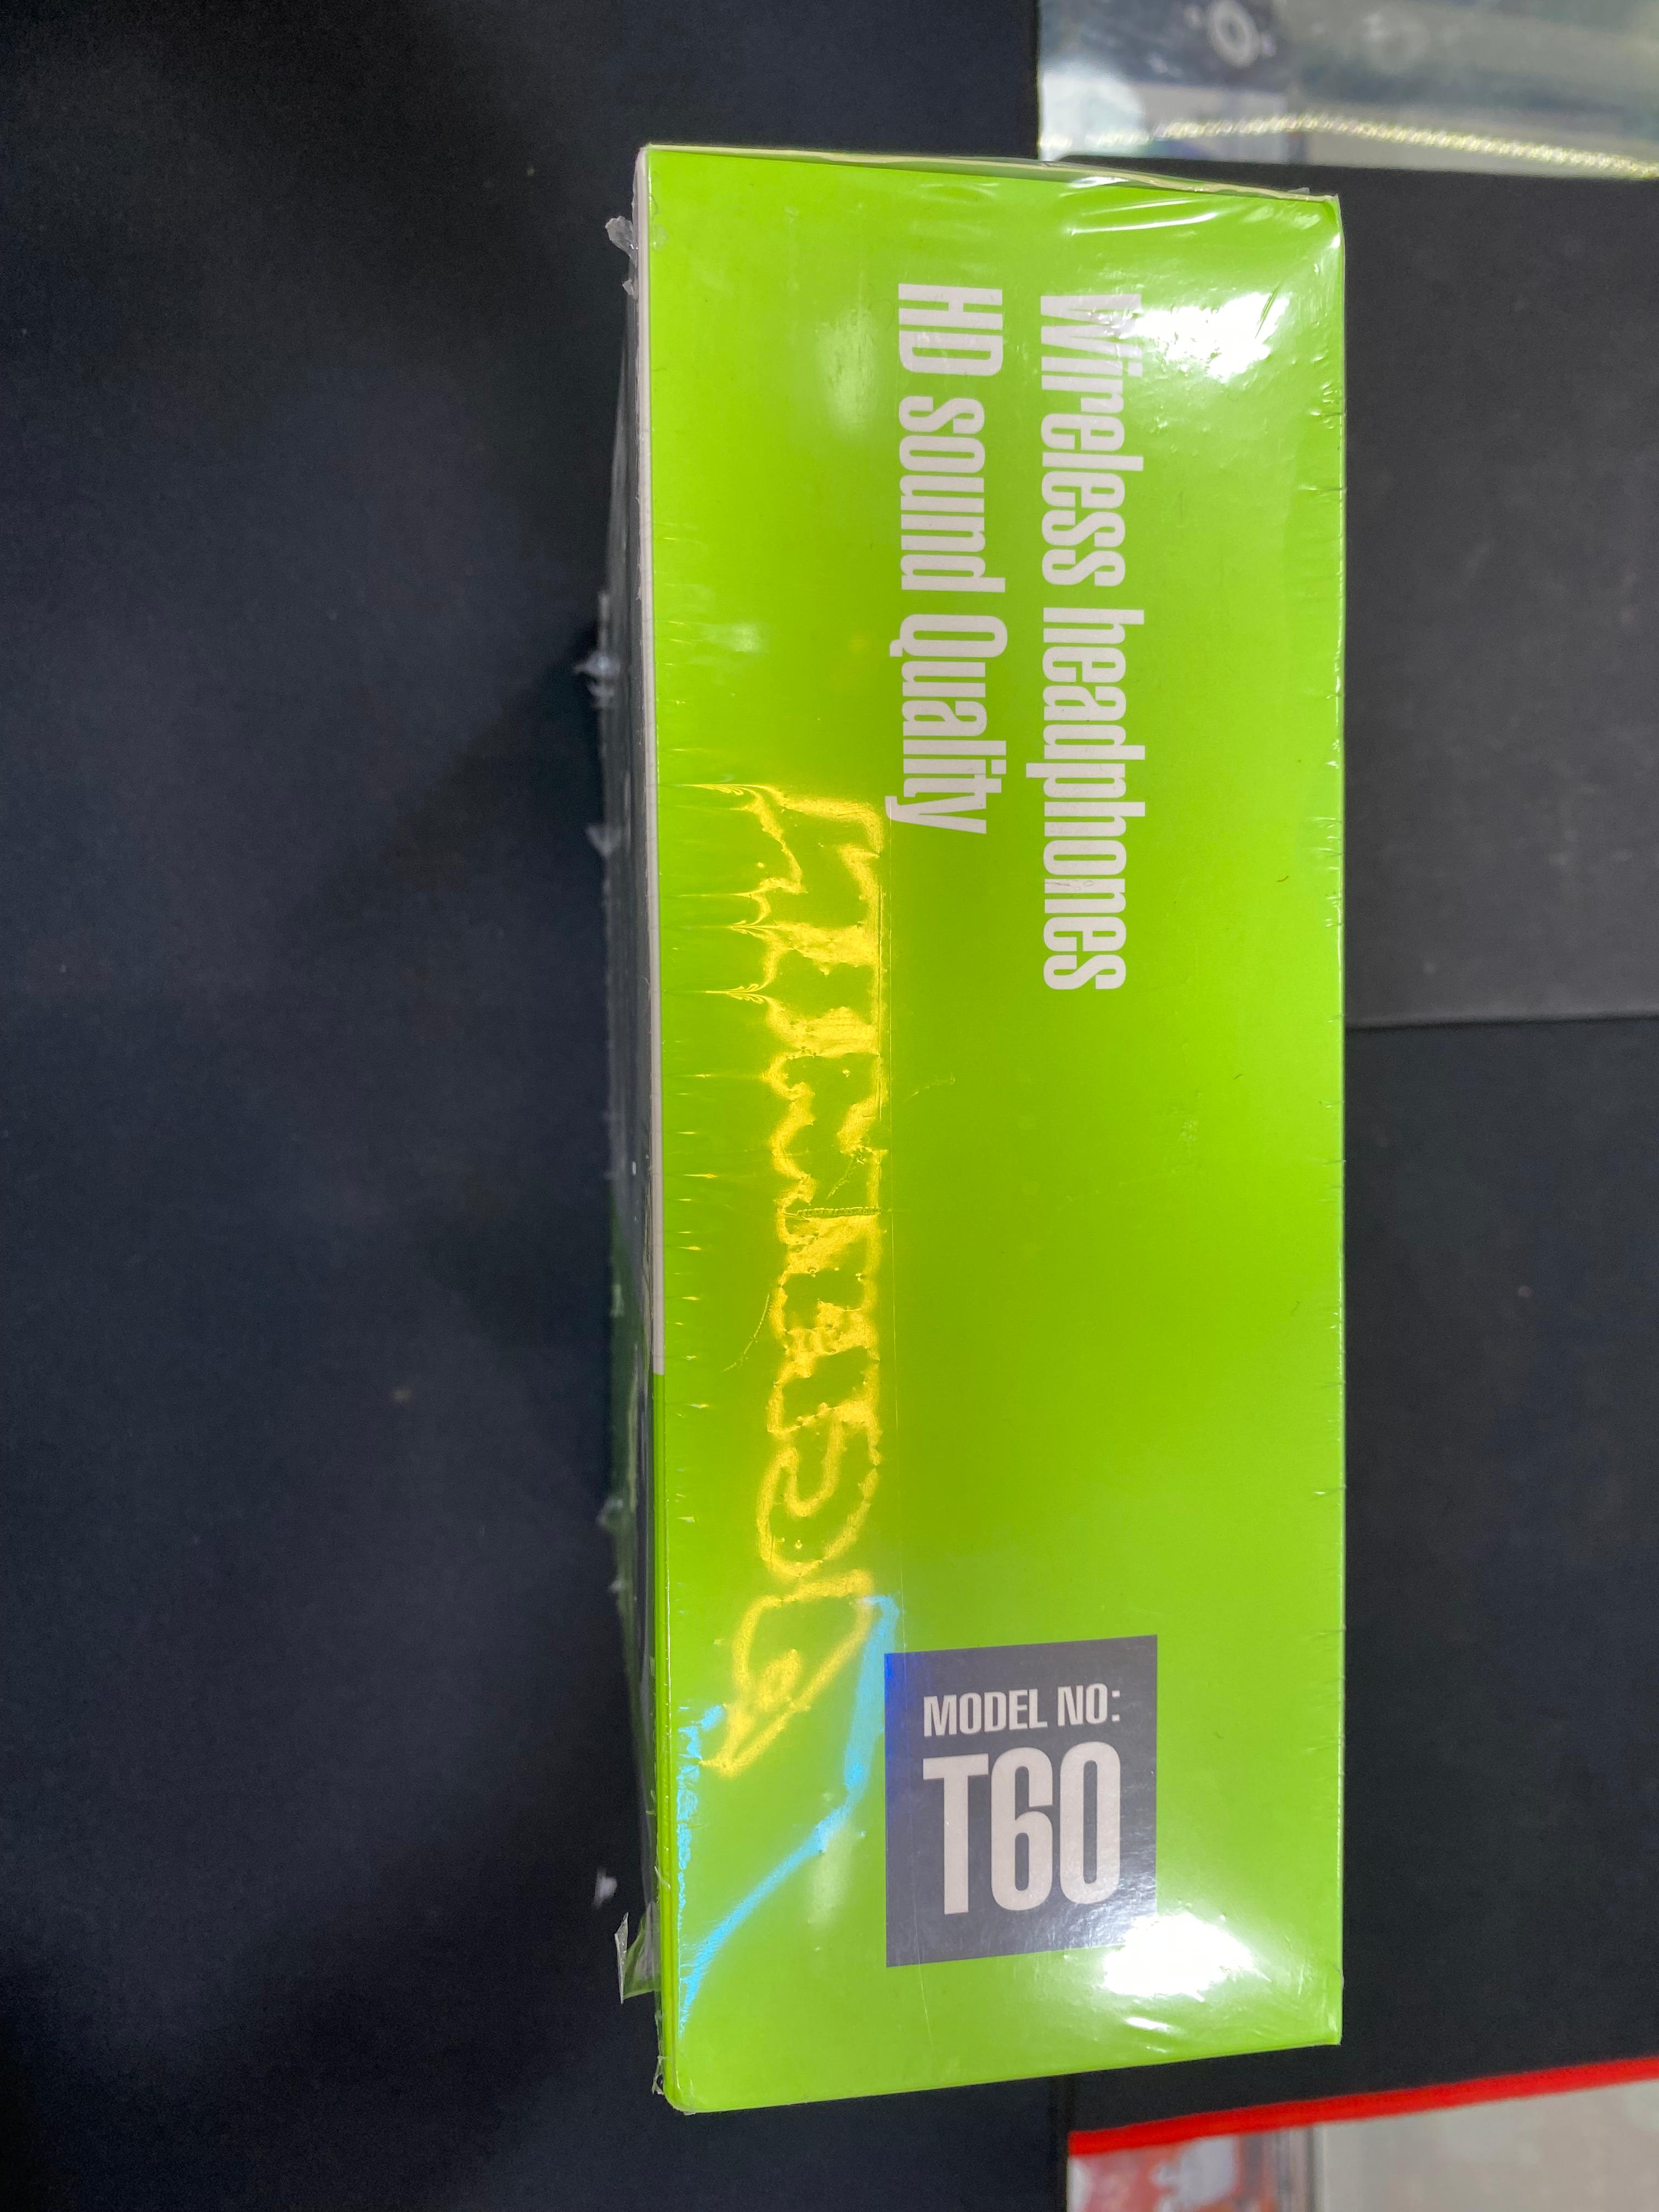 Wireless headphones
HD sound Quality
MODEL NO:
T60